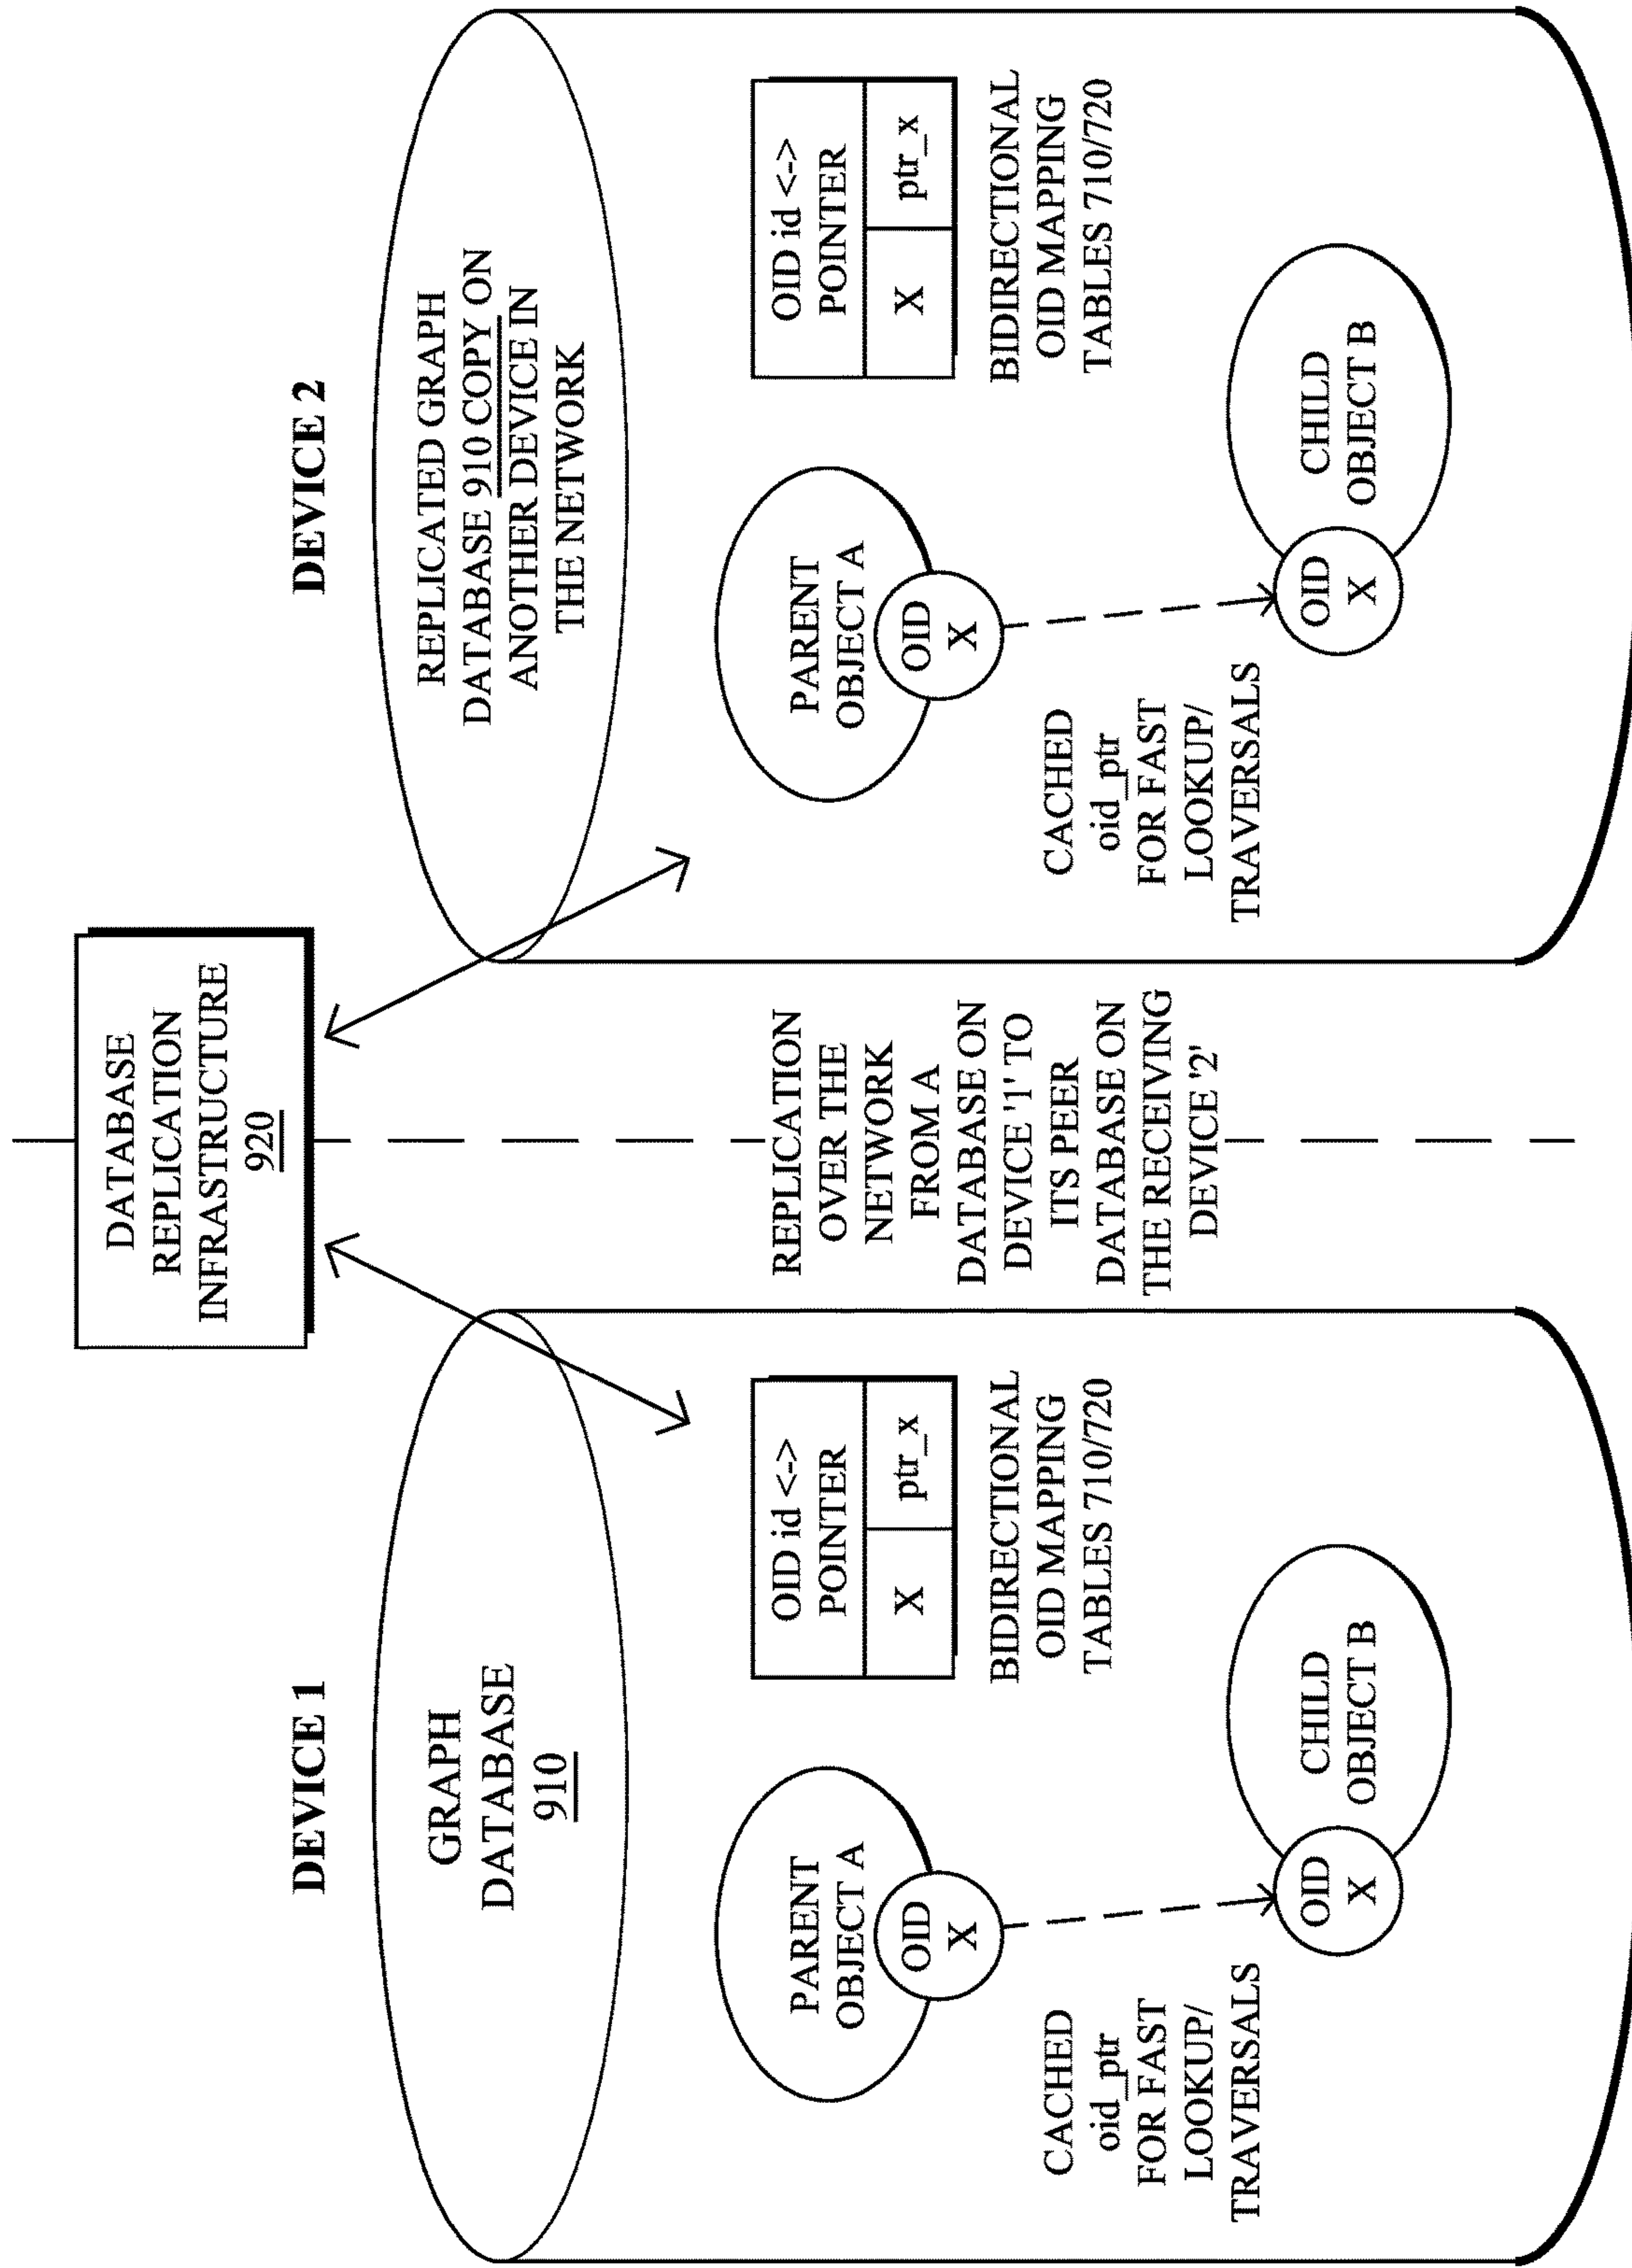 DATABASE
REPLICATION
INFRASTRUCTURE
920
DEVICE 1
GRAPH
DATABASE
910
PARENT
OBJECT A
OID
X
OID id <->
POINTER
X
ptr_x
BIDIRECTIONAL
OID MAPPING
TABLES 710/720
CACHED
oid_ptr
FOR FAST
LOOKUP/
TRAVERSALS
OID
X
CHILD
OBJECT B
REPLICATION
OVER THE
NETWORK
FROM A
DATABASE ON
DEVICE '1' TO
ITS PEER
DATABASE ON
THE RECEIVING
DEVICE '2'
DEVICE 2
REPLICATED GRAPH
DATABASE 910 COPY ON
ANOTHER DEVICE IN
THE NETWORK
PARENT
OBJECT A
OID
X
OID id <->
POINTER
X
ptr_x
BIDIRECTIONAL
OID MAPPING
TABLES 710/720
CACHED
oid_ptr
FOR FAST
LOOKUP/
TRAVERSALS
OID
X
CHILD
OBJECT B